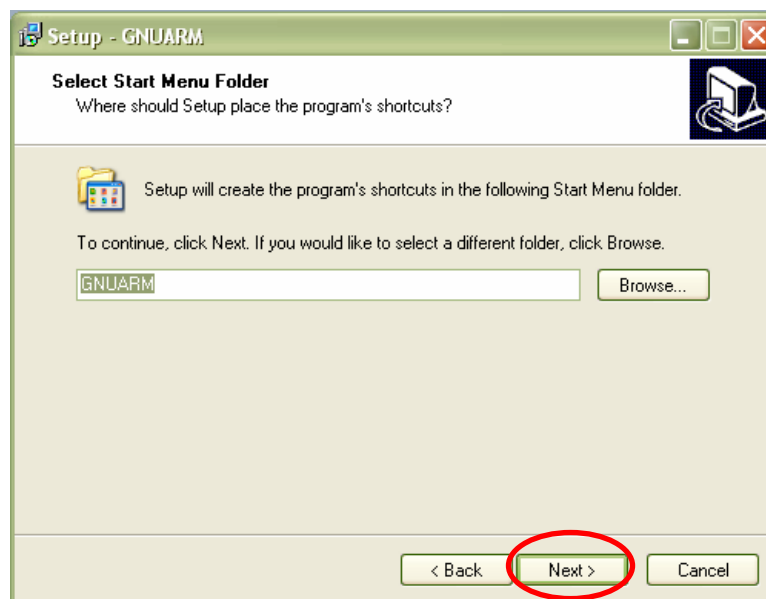 Setup - GNUARM
Select Start Menu Folder
Where should Setup place the program's shortcuts?
Setup will create the program's shortcuts in the following Start Menu folder.
To continue, click Next. If you would like to select a different folder, click Browse.
GNUARM
Browse...
< Back
Next >
Cancel